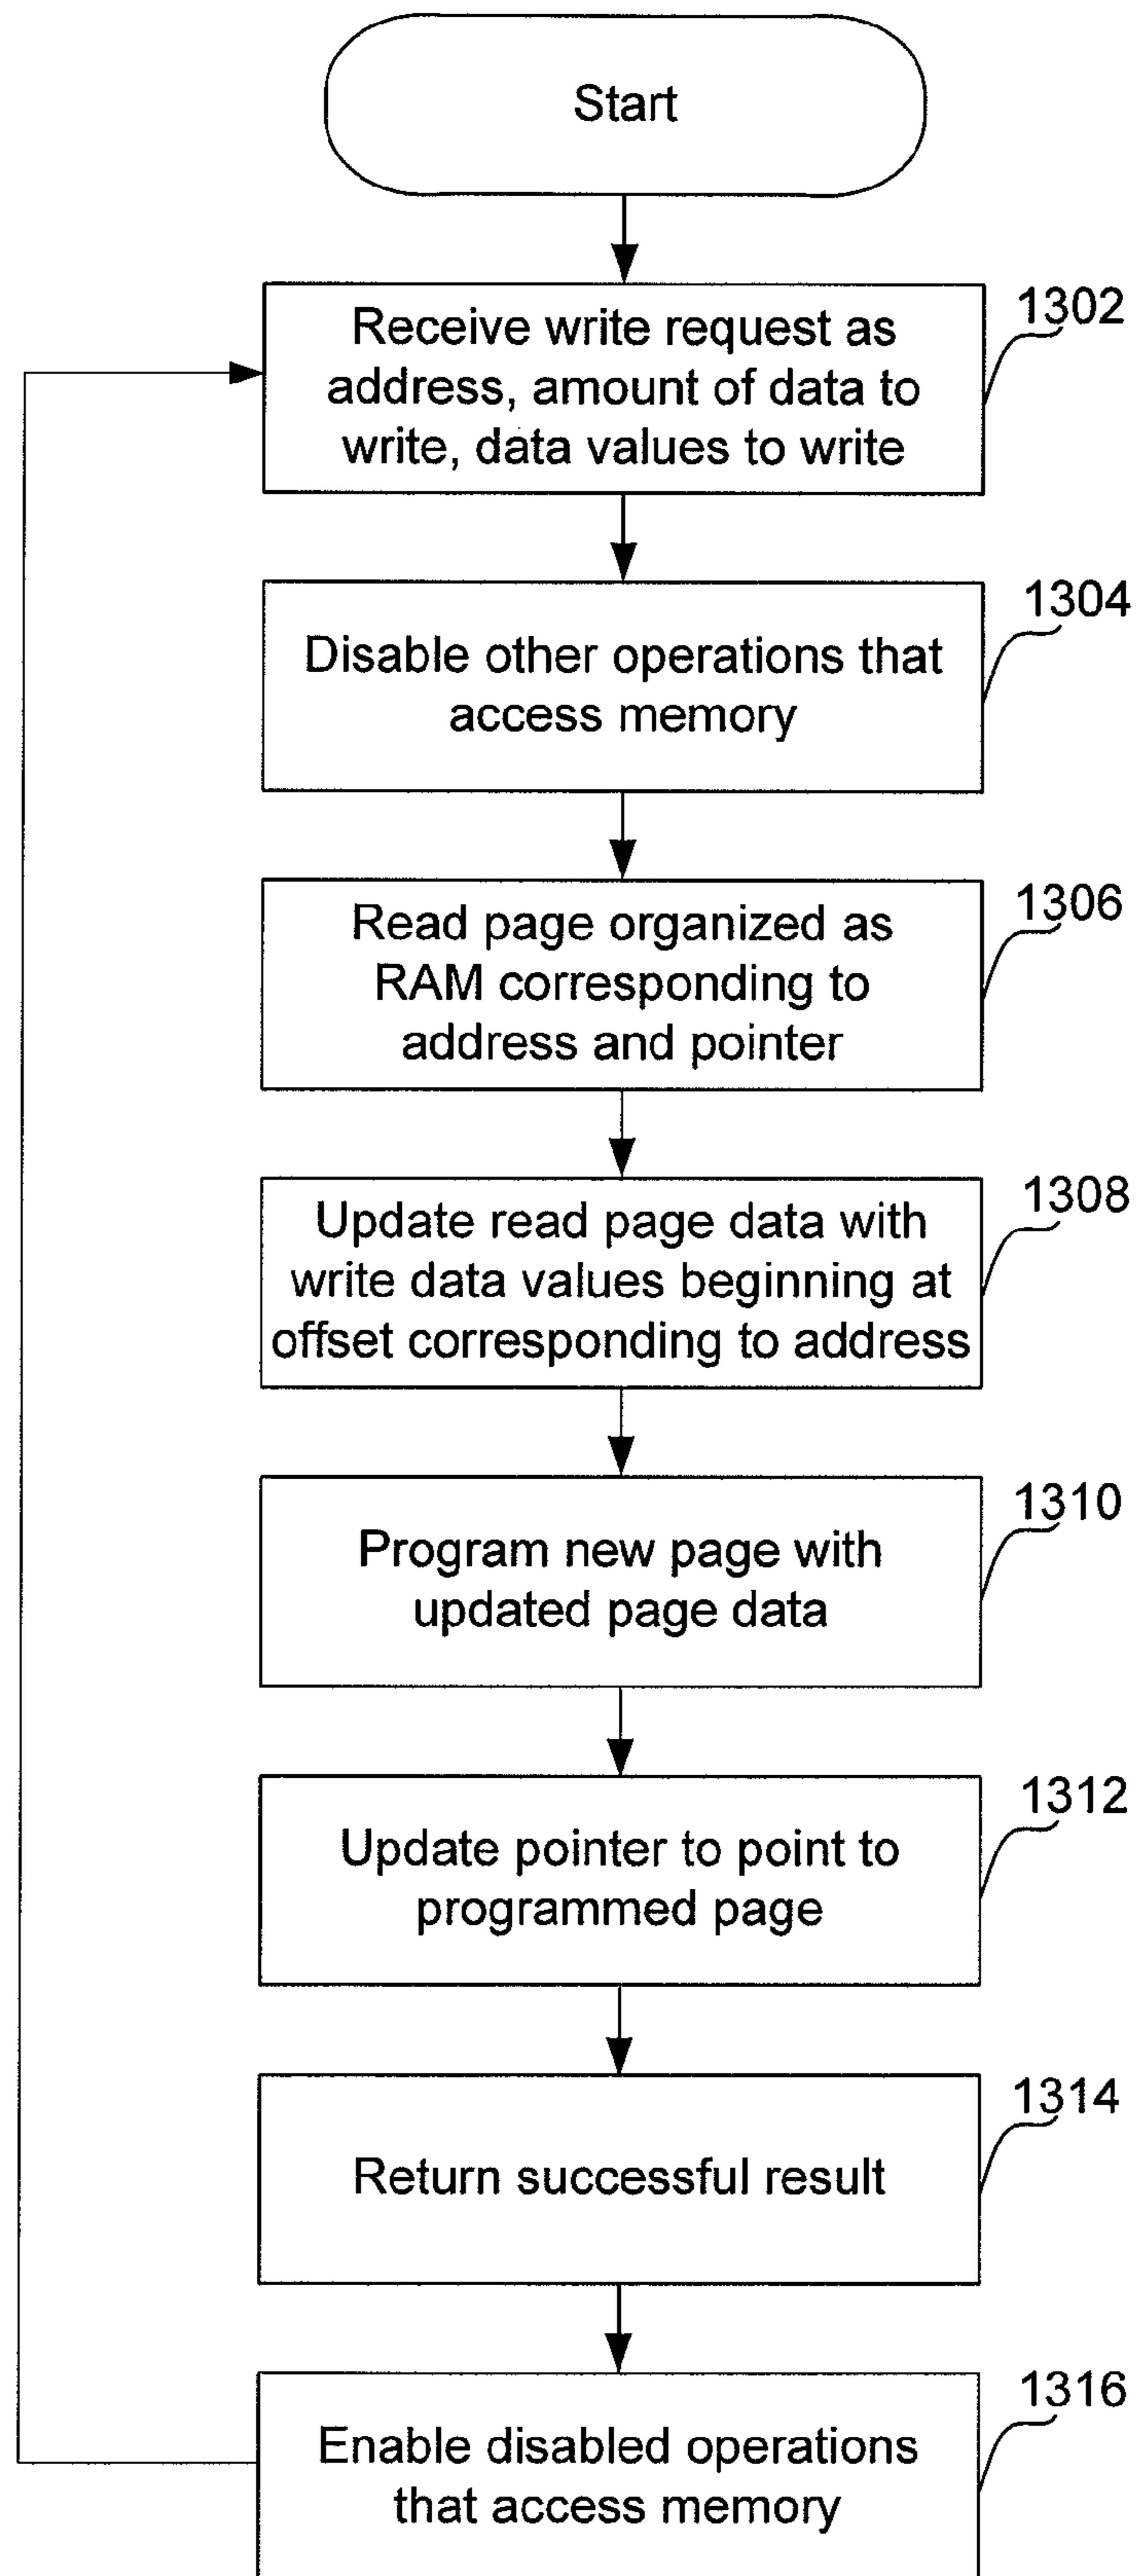 Start
1302
Receive write request as
address, amount of data to
write, data values to write
1304
Disable other operations that
access memory
1306
Read page organized as
RAM corresponding to
address and pointer
1308
Update read page data with
write data values beginning at
offset corresponding to address
1310
Program new page with
updated page data
1312
Update pointer to point to
programmed page
1314
Return successful result
1316
Enable disabled operations
that access memory